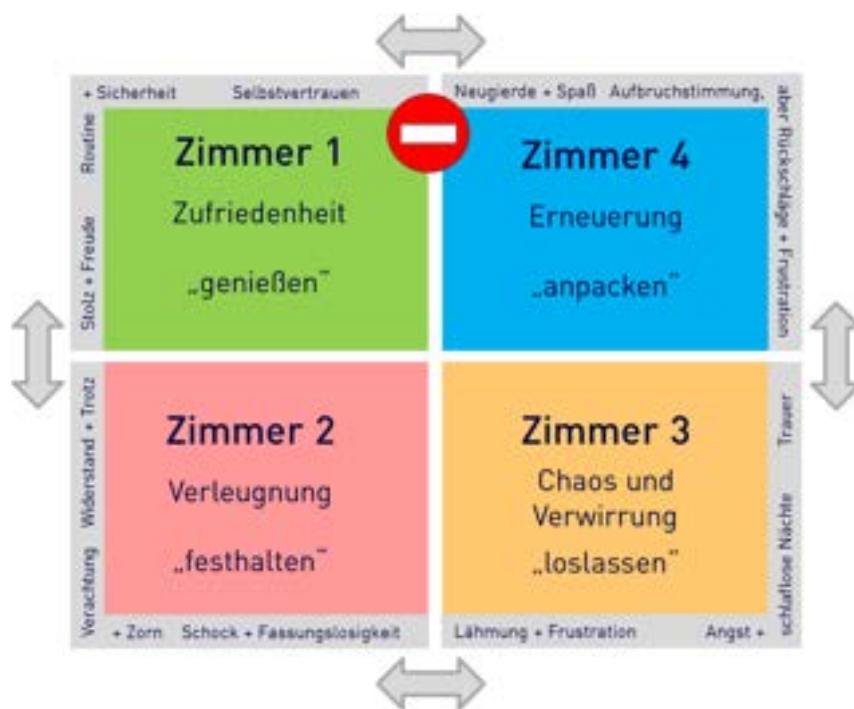 + Sicherheit Selbstvertrauen
Stolz + Freude Routine
Zimmer 1
Zufriedenheit
„genießen“
Neugierde + Spaß Aufbruchstimmung,
aber Rückschläge + Frustration
Zimmer 4
Erneuerung
„anpacken“
Verachtung Widerstand + Trotz
Zimmer 2
Verleugnung
„festhalten“
+ Zorn Schock + Fassungslosigkeit
Zimmer 3
Chaos und
Verwirrung
„loslassen“
schlaflose Nächte Trauer
Lähmung + Frustration Angst +